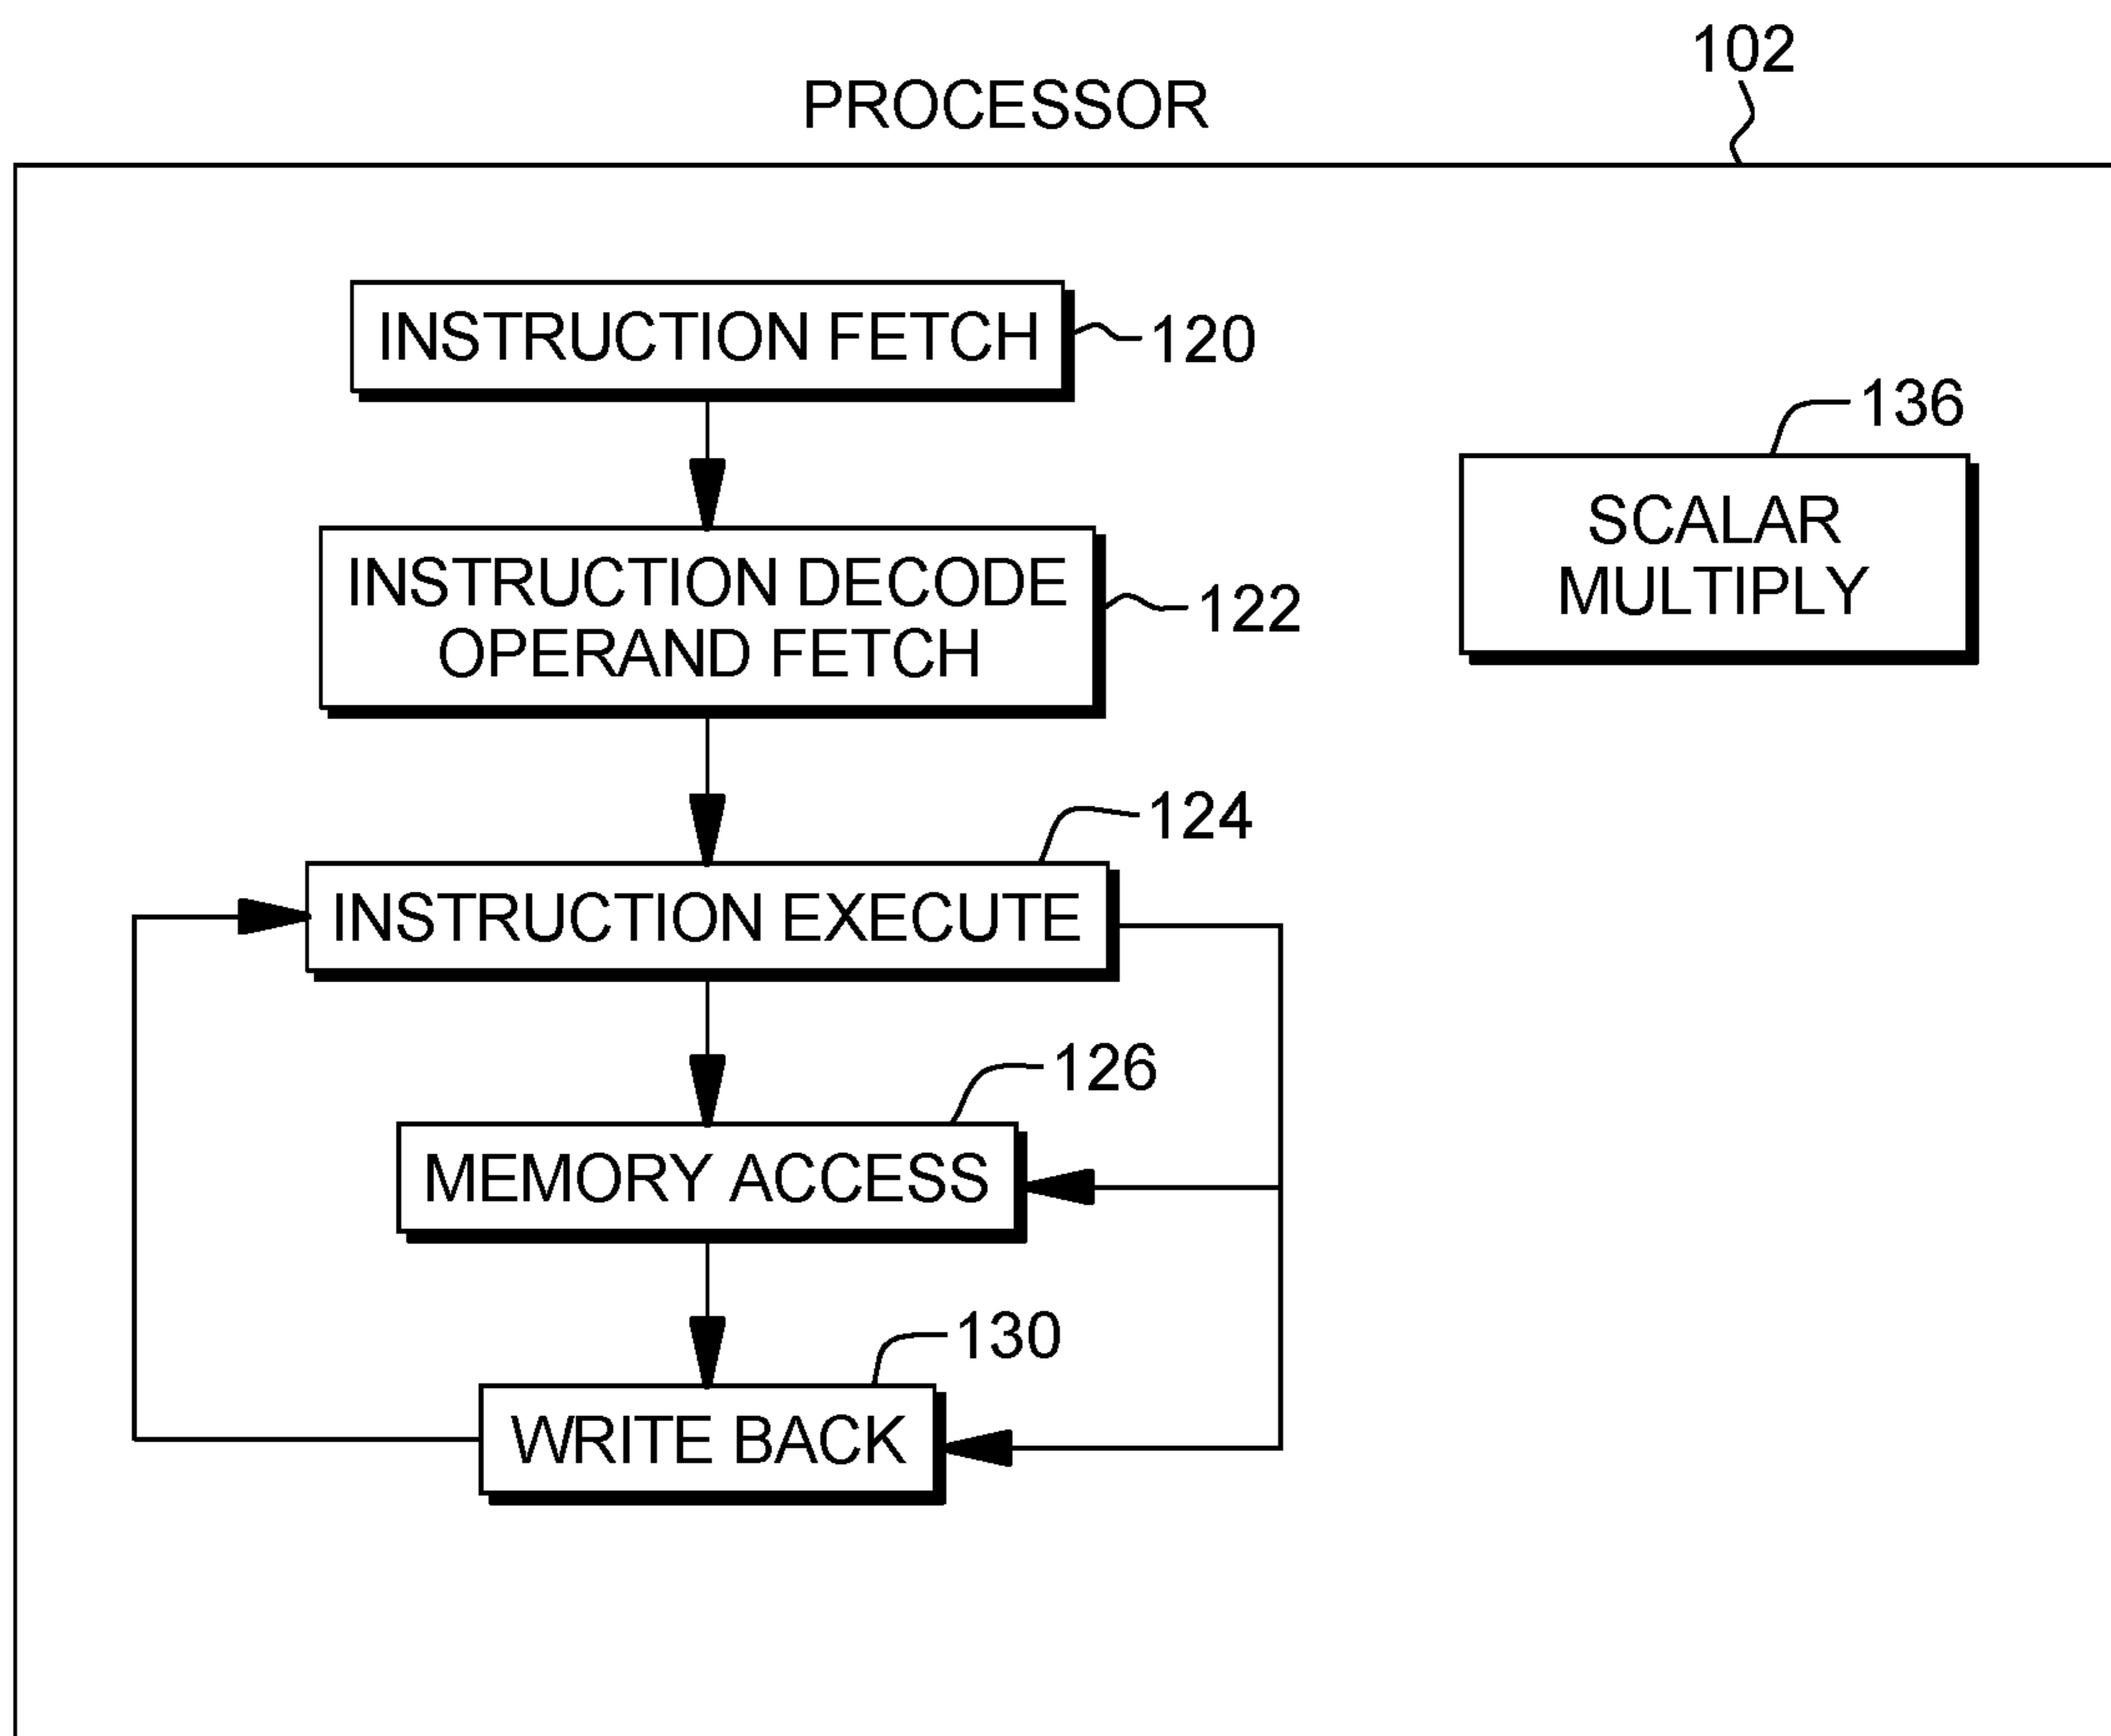 102
PROCESSOR
INSTRUCTION FETCH
120
136
SCALAR
MULTIPLY
INSTRUCTION DECODE
OPERAND FETCH
122
124
INSTRUCTION EXECUTE
126
MEMORY ACCESS
130
WRITE BACK